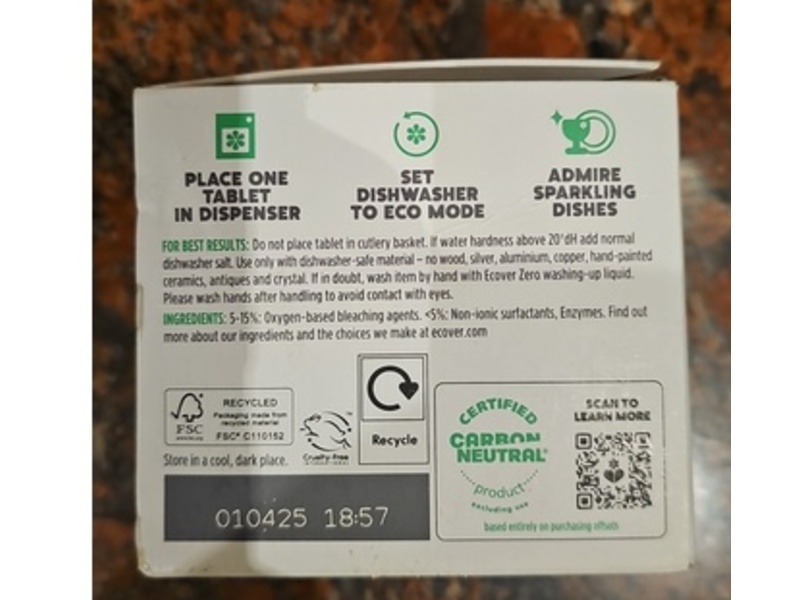 PLACE ONE
TABLET
IN DISPENSER
SET
DISHWASHER
TO ECO MODE
ADMIRE
SPARKLING
DISHES
FOR BEST RESULTS: Do not place tablet in cutlery basket. If water hardness above 20°dH add normal
dishwasher salt. Use only with dishwasher-safe material – no wood, silver, aluminium, copper, hand-painted
ceramics, antiques and crystal. If in doubt, wash item by hand with Ecover Zero washing-up liquid.
Please wash hands after handling to avoid contact with eyes.
INGREDIENTS: 5-15%: Oxygen-based bleaching agents. <5%: Non-ionic surfactants, Enzymes. Find out
more about our ingredients and the choices we make at ecover.com
FSC
www.fsc.org
RECYCLED
Packaging made from
recycled material
FSC® C110152
Cruelty-Free
INTERNATIONAL
Recycle
Store in a cool, dark place.
010425 18:57
CERTIFIED
CARBON
NEUTRAL®
product
excluding use
SCAN TO
LEARN MORE
based entirely on purchasing offsets